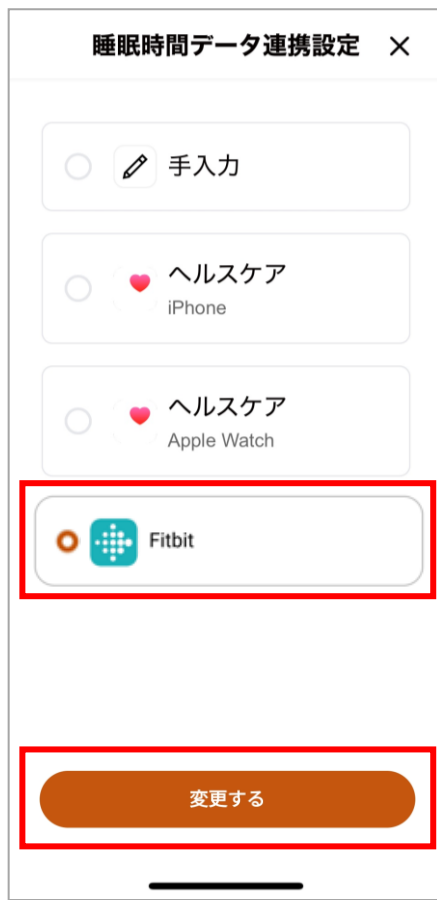 睡眠時間データ連携設定
手入力
ヘルスケア
iPhone
ヘルスケア
Apple Watch
Fitbit
変更する